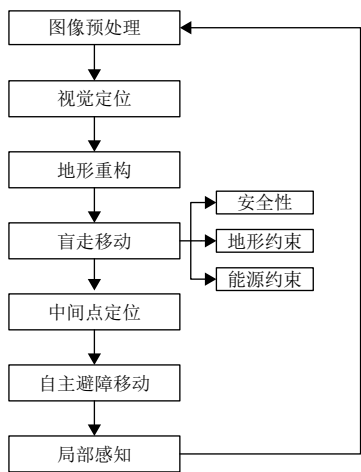 图像预处理
视觉定位
地形重构
盲走移动
安全性
地形约束
能源约束
中间点定位
自主避障移动
局部感知